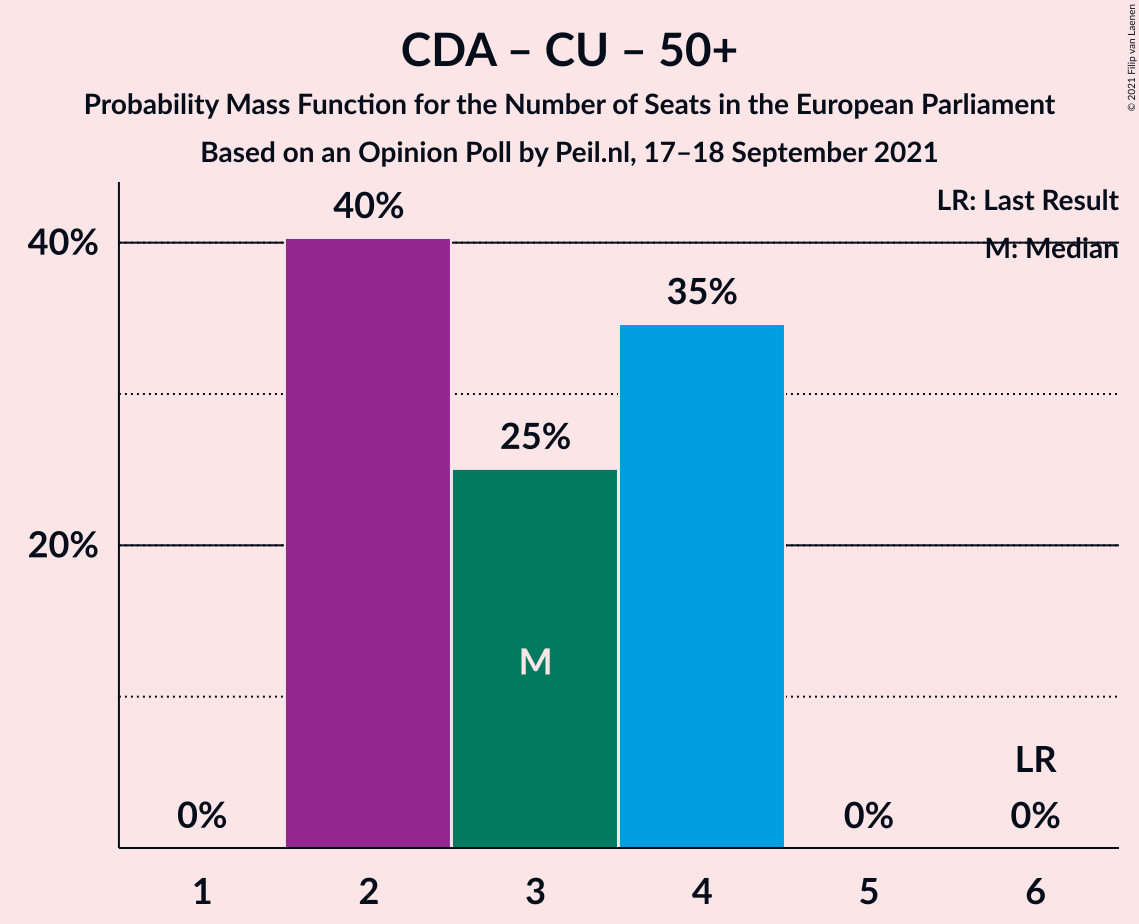 CDA – CU – 50+
Probability Mass Function for the Number of Seats in the European Parliament
Based on an Opinion Poll by Peil.nl, 17–18 September 2021
© 2021 Filip van Laenen
LR: Last Result
M: Median
40%
20%
40%
25%
35%
M
LR
0%
0%
0%
1
2
3
4
5
6